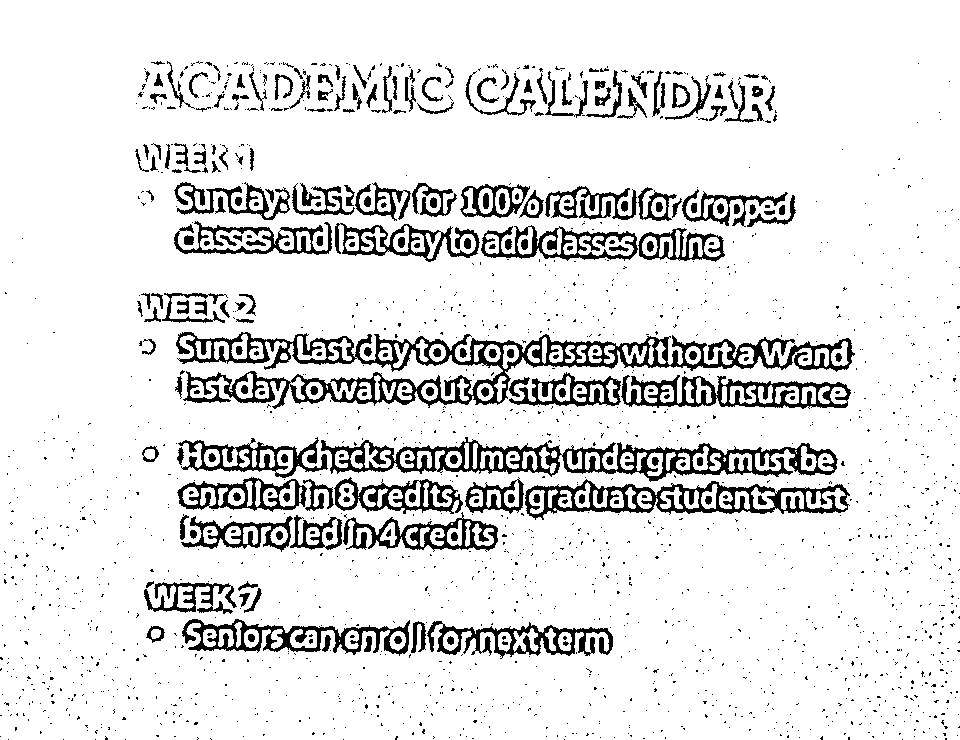 ACADEMIC CALENDAR
WEEK 1
Sunday: Last day for 100% refund for dropped
classes and last day to add classes online
WEEK 2
Sunday: Last day to drop classes without a W and
last day to waive out of student health insurance
Housing checks enrollment; undergrads must be
enrolled in 8 credits, and graduate students must
be enrolled in 4 credits
WEEK 7
Seniors can enroll for next term